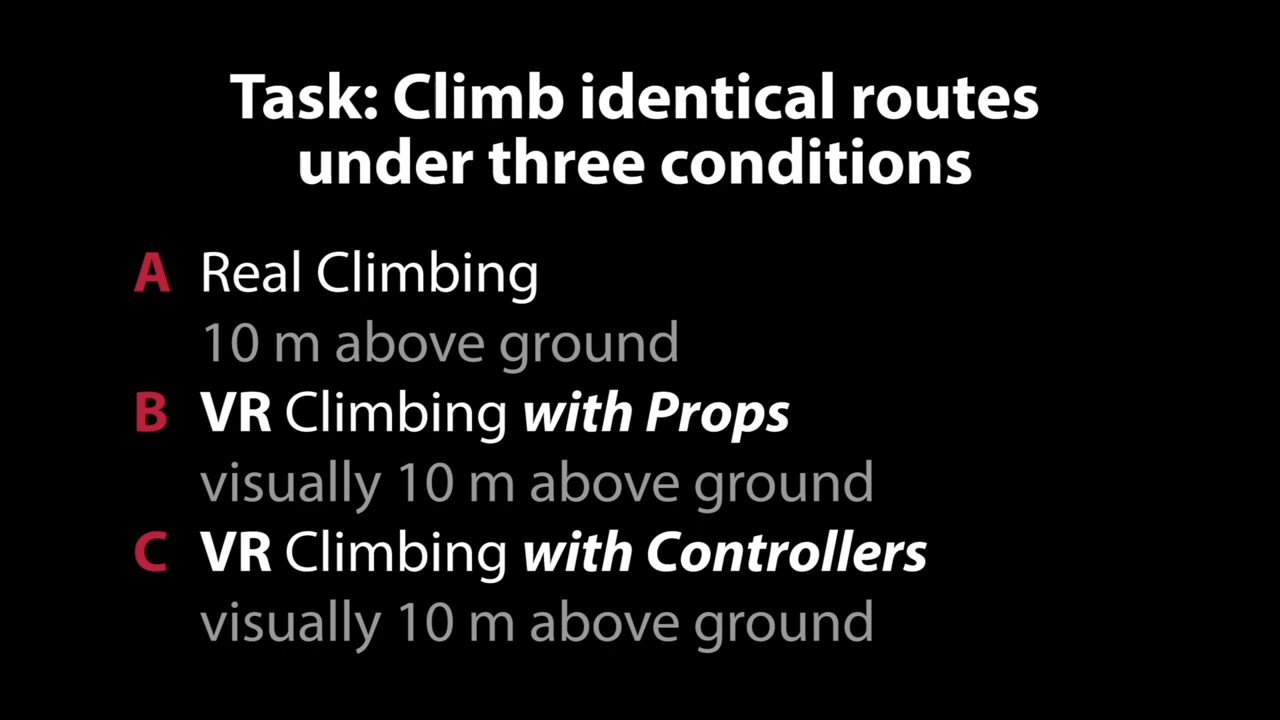 Task: Climb identical routes
under three conditions
A Real Climbing
10 m above ground
B VR Climbing with Props
visually 10 m above ground
C VR Climbing with Controllers
visually 10 m above ground